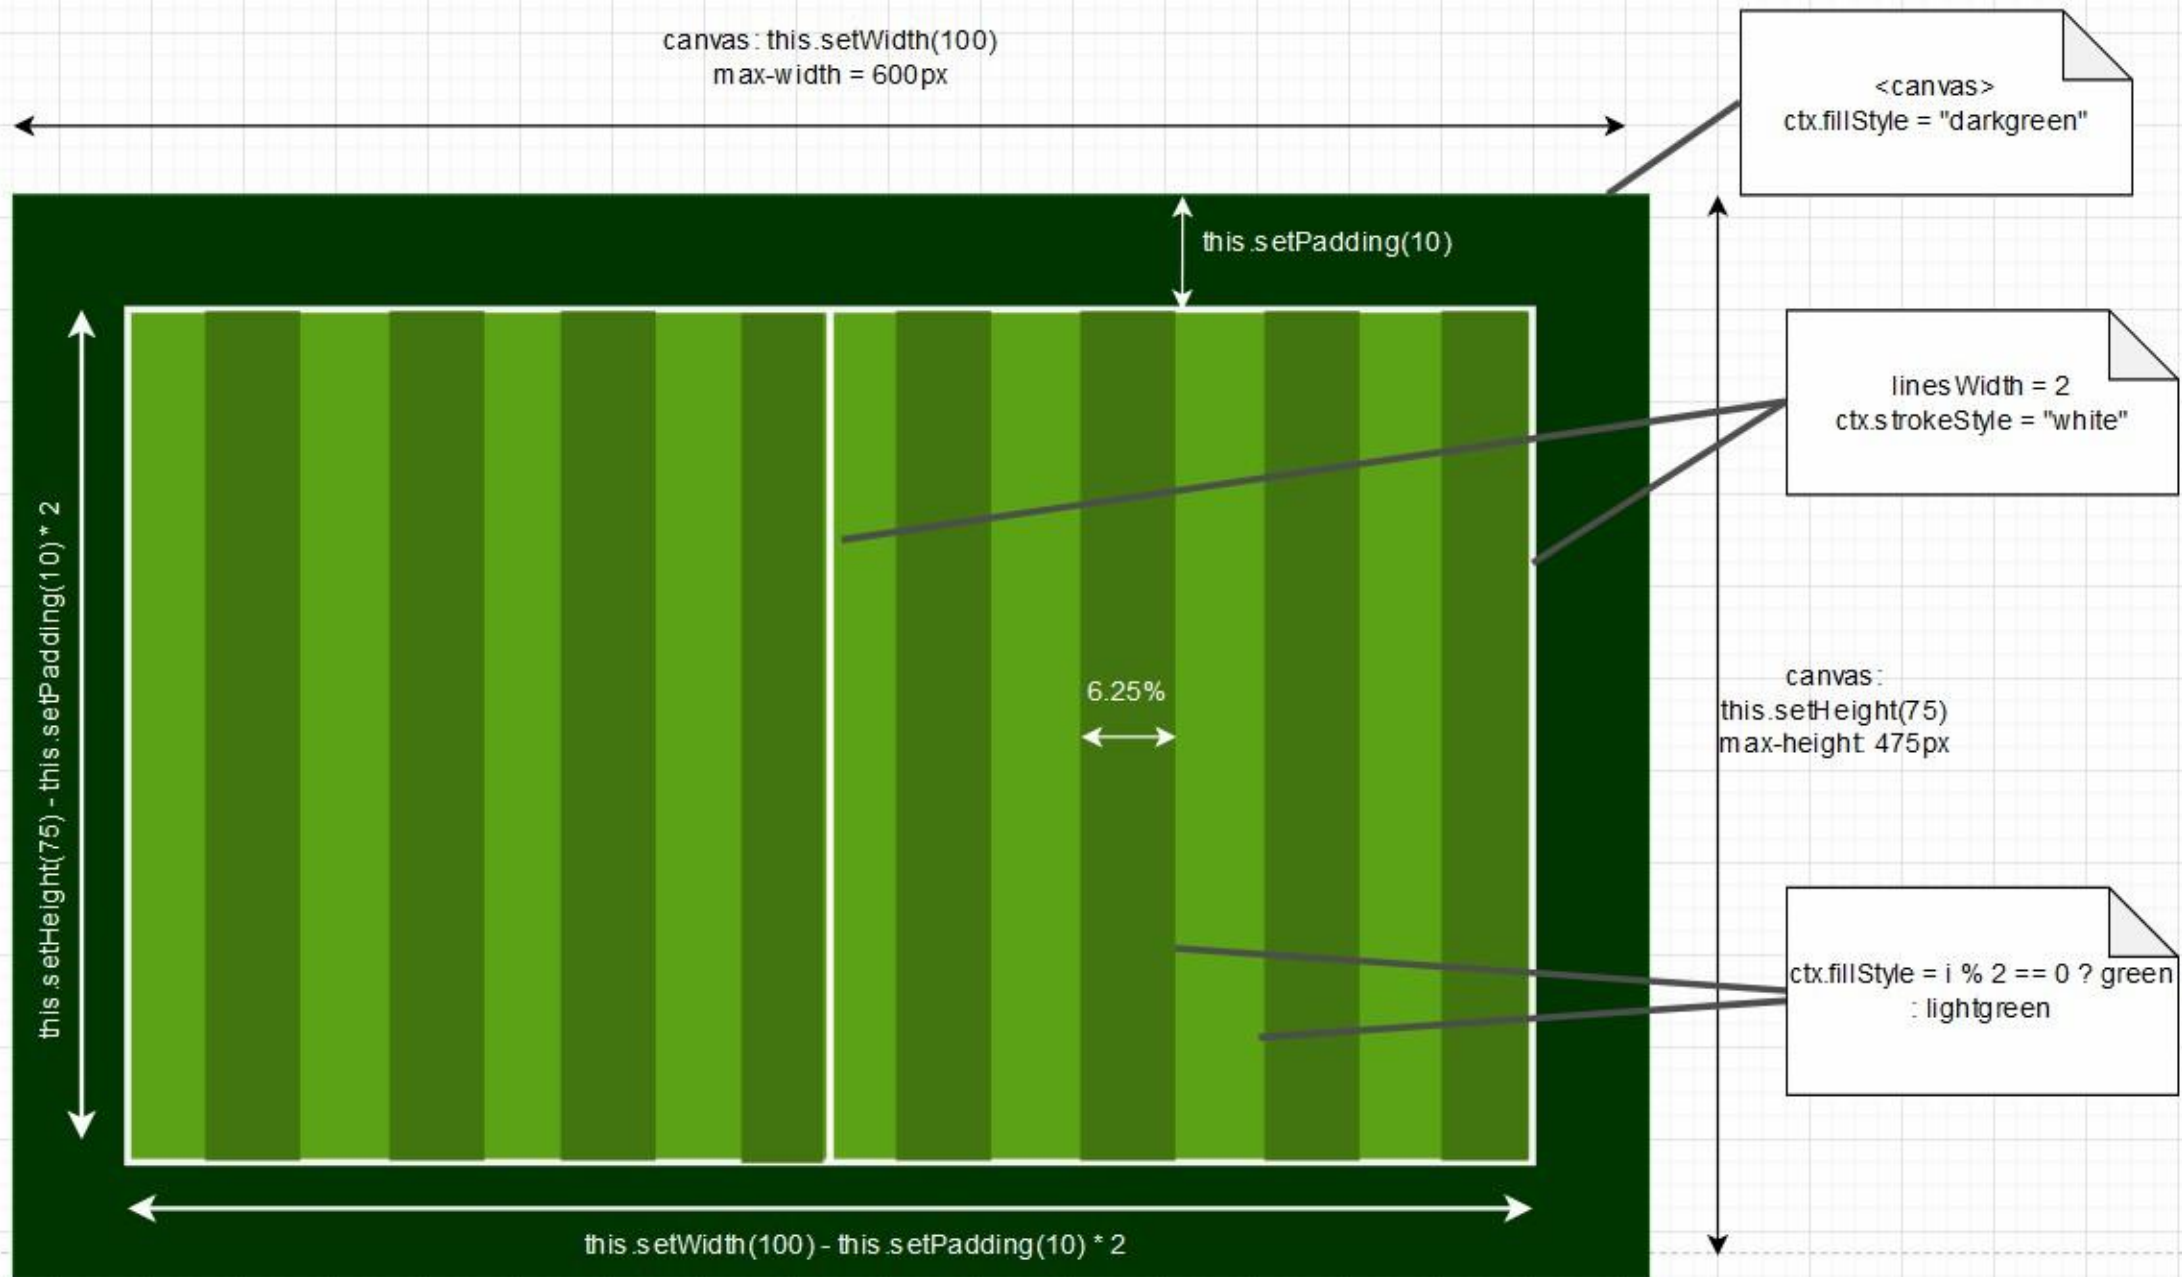 canvas: this.setWidth(100)
max-width = 600px
<canvas>
ctx.fillStyle = "darkgreen"
this.setPadding(10)
linesWidth = 2
ctx.strokeStyle = "white"
this.setHeight(75) - this.setPadding(10) * 2
6.25%
canvas:
this.setHeight(75)
max-height: 475px
ctx.fillStyle = i % 2 == 0 ? green
: lightgreen
this.setWidth(100) - this.setPadding(10) * 2